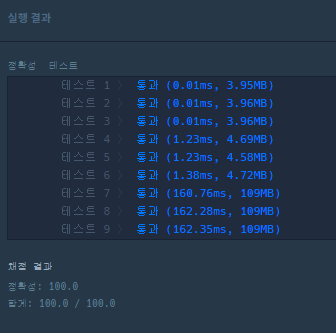 실행 결과
정확성 테스트
테스트 1 > 통과 (0.01ms, 3.95MB)
테스트 2 > 통과 (0.01ms, 3.96MB)
테스트 3 > 통과 (0.01ms, 3.96MB)
테스트 4 > 통과 (1.23ms, 4.69MB)
테스트 5 > 통과 (1.23ms, 4.58MB)
테스트 6 > 통과 (1.38ms, 4.72MB)
테스트 7 > 통과 (160.76ms, 109MB)
테스트 8 > 통과 (162.28ms, 109MB)
테스트 9 > 통과 (162.35ms, 109MB)
채점 결과
정확성: 100.0
합계: 100.0 / 100.0